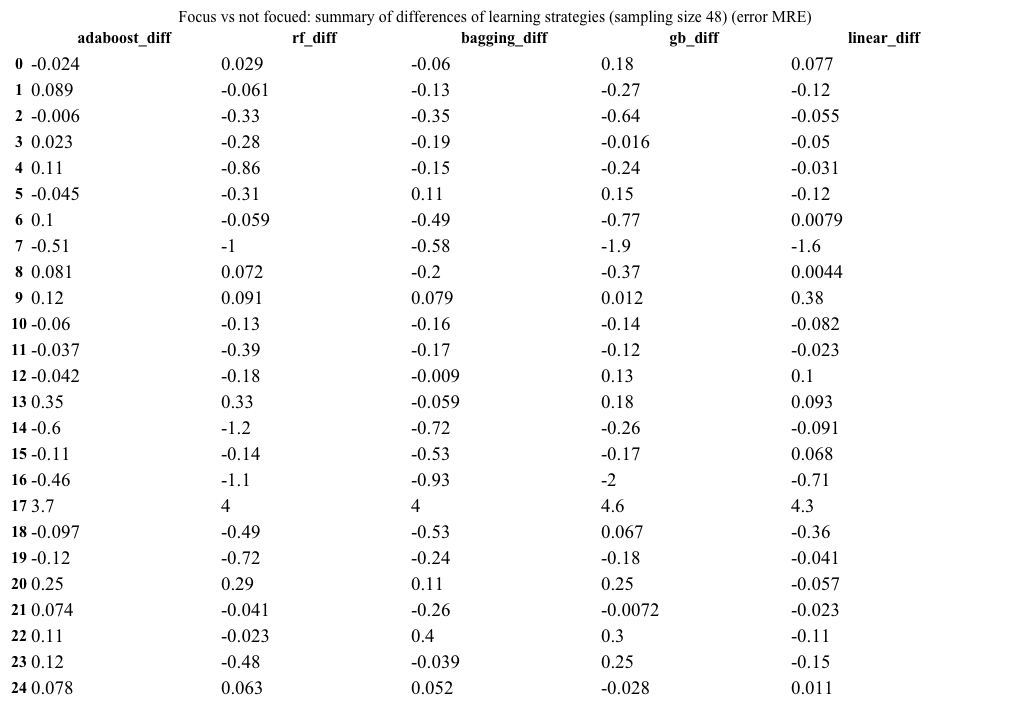 Focus vs not focued: summary of differences of learning strategies (sampling size 48) (error MRE)
adaboost_diff rf_diff bagging_diff gb_diff linear_diff
0 -0.024 0.029 -0.06 0.18 0.077
1 0.089 -0.061 -0.13 -0.27 -0.12
2 -0.006 -0.33 -0.35 -0.64 -0.055
3 0.023 -0.28 -0.19 -0.016 -0.05
4 0.11 -0.86 -0.15 -0.24 -0.031
5 -0.045 -0.31 0.11 0.15 -0.12
6 0.1 -0.059 -0.49 -0.77 0.0079
7 -0.51 -1 -0.58 -1.9 -1.6
8 0.081 0.072 -0.2 -0.37 0.0044
9 0.12 0.091 0.079 0.012 0.38
10 -0.06 -0.13 -0.16 -0.14 -0.082
11 -0.037 -0.39 -0.17 -0.12 -0.023
12 -0.042 -0.18 -0.009 0.13 0.1
13 0.35 0.33 -0.059 0.18 0.093
14 -0.6 -1.2 -0.72 -0.26 -0.091
15 -0.11 -0.14 -0.53 -0.17 0.068
16 -0.46 -1.1 -0.93 -2 -0.71
17 3.7 4 4 4.6 4.3
18 -0.097 -0.49 -0.53 0.067 -0.36
19 -0.12 -0.72 -0.24 -0.18 -0.041
20 0.25 0.29 0.11 0.25 -0.057
21 0.074 -0.041 -0.26 -0.0072 -0.023
22 0.11 -0.023 0.4 0.3 -0.11
23 0.12 -0.48 -0.039 0.25 -0.15
24 0.078 0.063 0.052 -0.028 0.011